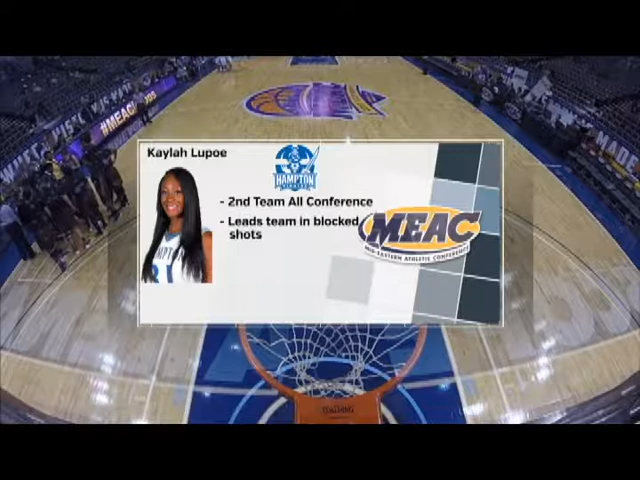 #MEAC
Kaylah Lupoe
HAMPTON
PIRATES
- 2nd Team All Conference
- Leads team in blocked
shots
MEAC
MID-EASTERN ATHLETIC CONFERENCE
SPALDING